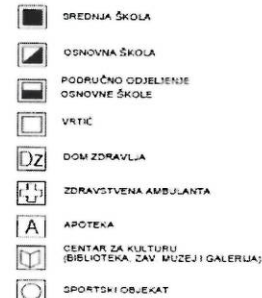 SREDNJA ŠKOLA
OSNOVNA ŠKOLA
PODRUČNO ODJELJENJE
OSNOVNE ŠKOLE
VRTIĆ
Dz DOM ZDRAVLJA
ZDRAVSTVENA AMBULANTA
A APOTEKA
CENTAR ZA KULTURU
(BIBLIOTEKA, ZAV. MUZEJ I GALERIJA)
SPORTSKI OBJEKAT